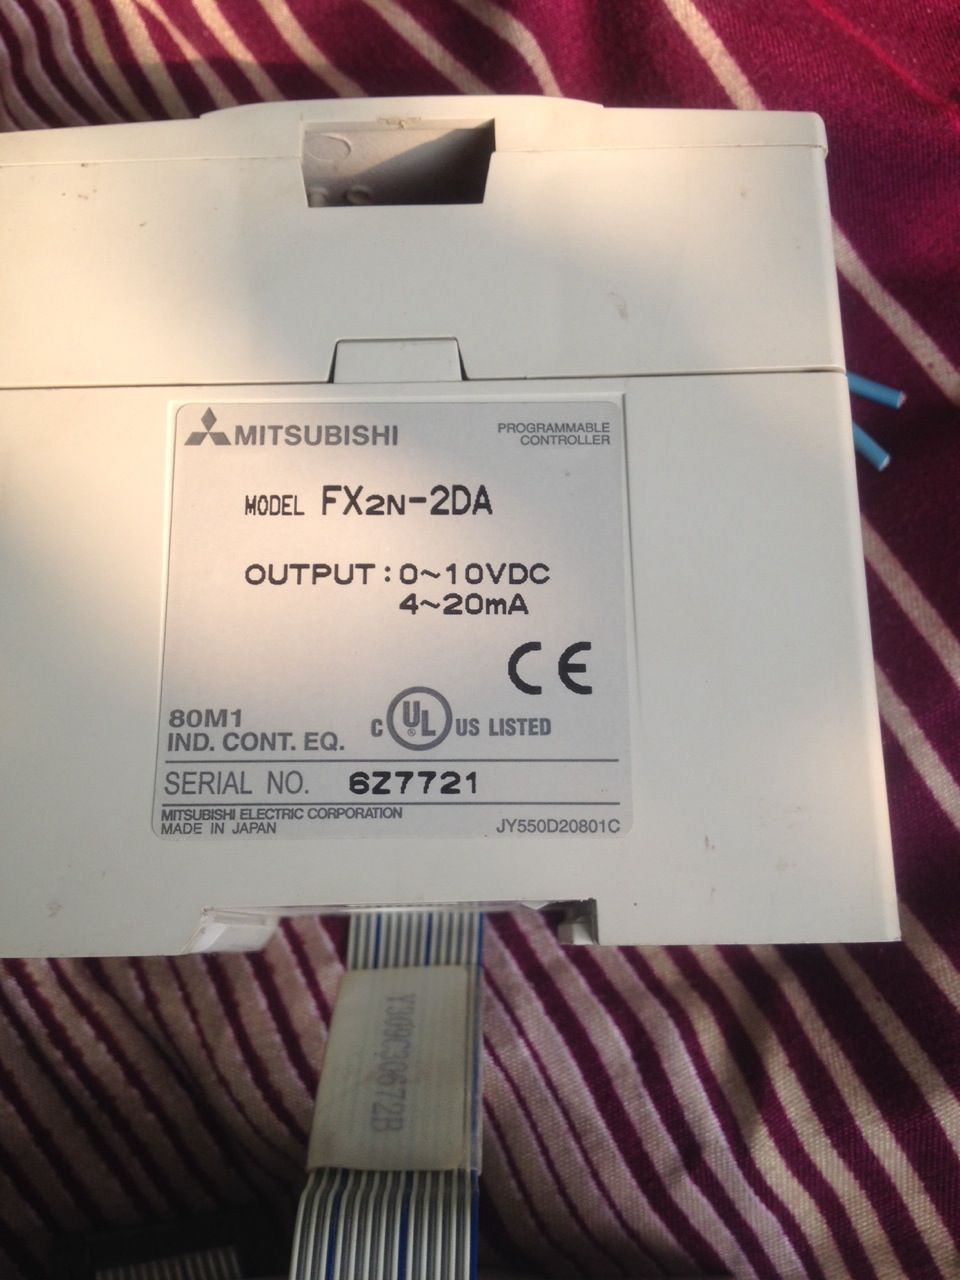 MITSUBISHI
PROGRAMMABLE
CONTROLLER
MODEL FX2N-2DA
OUTPUT: 0~10VDC
4~20mA
CE
80M1
IND. CONT. EQ.
C UL ® US LISTED
SERIAL NO. 6Z7721
MITSUBISHI ELECTRIC CORPORATION
MADE IN JAPAN
JY550D20801C